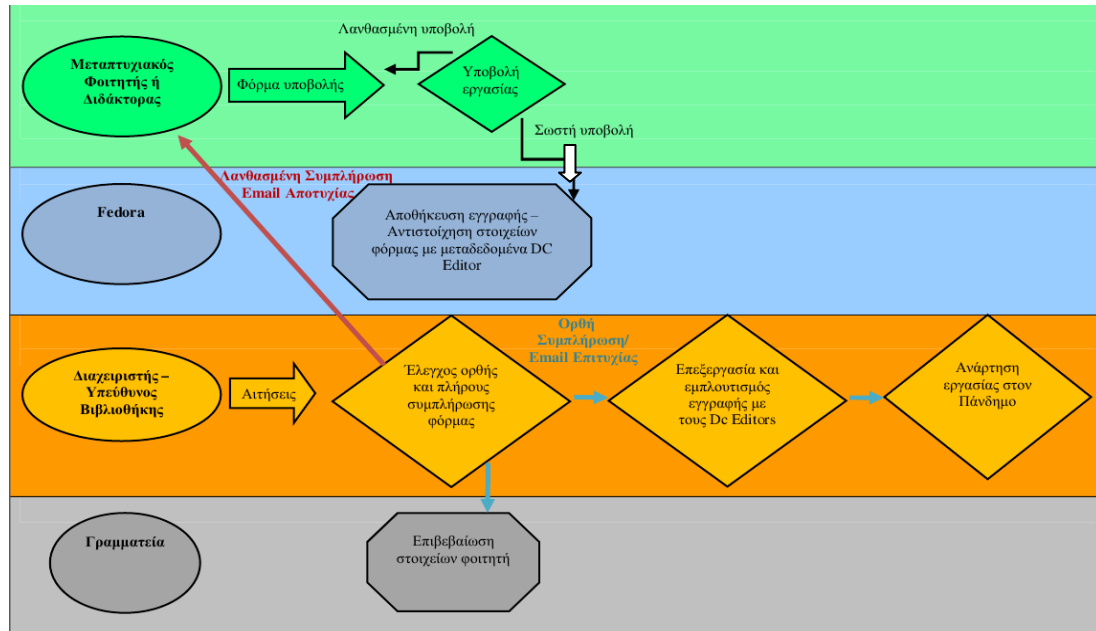 Λανθασμένη υποβολή
Μεταπτυχιακός
Φοιτητής ή
Διδάκτορας
Φόρμα υποβολής
Υποβολή
εργασίας
Σωστή υποβολή
Λανθασμένη Συμπλήρωση
Email Αποτυχίας
Fedora
Αποθήκευση εγγραφής –
Αντιστοίχηση στοιχείων
φόρμας με μεταδεδομένα DC
Editor
Ορθή
Συμπλήρωση/
Email Επιτυχίας
Διαχειριστής –
Υπεύθυνος
Βιβλιοθήκης
Αιτήσεις
Έλεγχος ορθής
και πλήρους
συμπλήρωσης
φόρμας
Επεξεργασία και
εμπλουτισμός
εγγραφής με
τους Dc Editors
Ανάρτηση
εργασίας στον
Πάνδημο
Γραμματεία
Επιβεβαίωση
στοιχείων φοιτητή